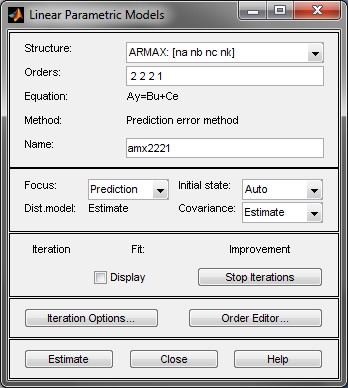 Linear Parametric Models
Structure: ARMAX: [na nb nc nk]
Orders: 2 2 2 1
Equation: Ay=Bu+Ce
Method: Prediction error method
Name: amx2221
Focus: Prediction Initial state: Auto
Dist.model: Estimate Covariance: Estimate
Iteration Fit: Improvement
Display Stop Iterations
Iteration Options... Order Editor...
Estimate Close Help